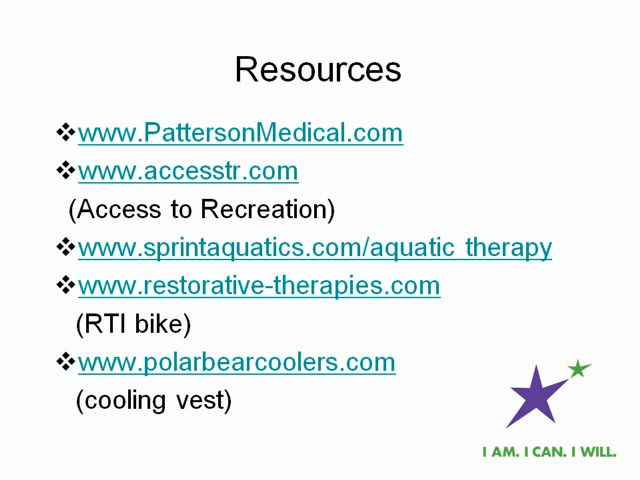 Resources
❖www.PattersonMedical.com
❖www.accesstr.com
(Access to Recreation)
❖www.sprintaquatics.com/aquatic therapy
❖www.restorative-therapies.com
(RTI bike)
❖www.polarbearcoolers.com
(cooling vest)
I AM. I CAN. I WILL.